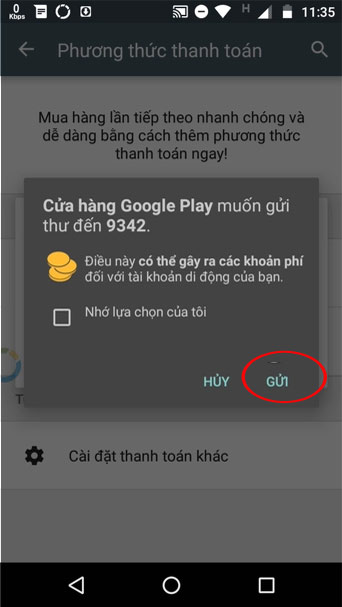 0
Kbps
H
11:35
Phương thức thanh toán
Mua hàng lần tiếp theo nhanh chóng và
dễ dàng bằng cách thêm phương thức
thanh toán ngay!
Cửa hàng Google Play muốn gửi
thư đến 9342.
Điều này có thể gây ra các khoản phí
đối với tài khoản di động của bạn.
Nhớ lựa chọn của tôi
HỦY
GỬI
T
Cài đặt thanh toán khác